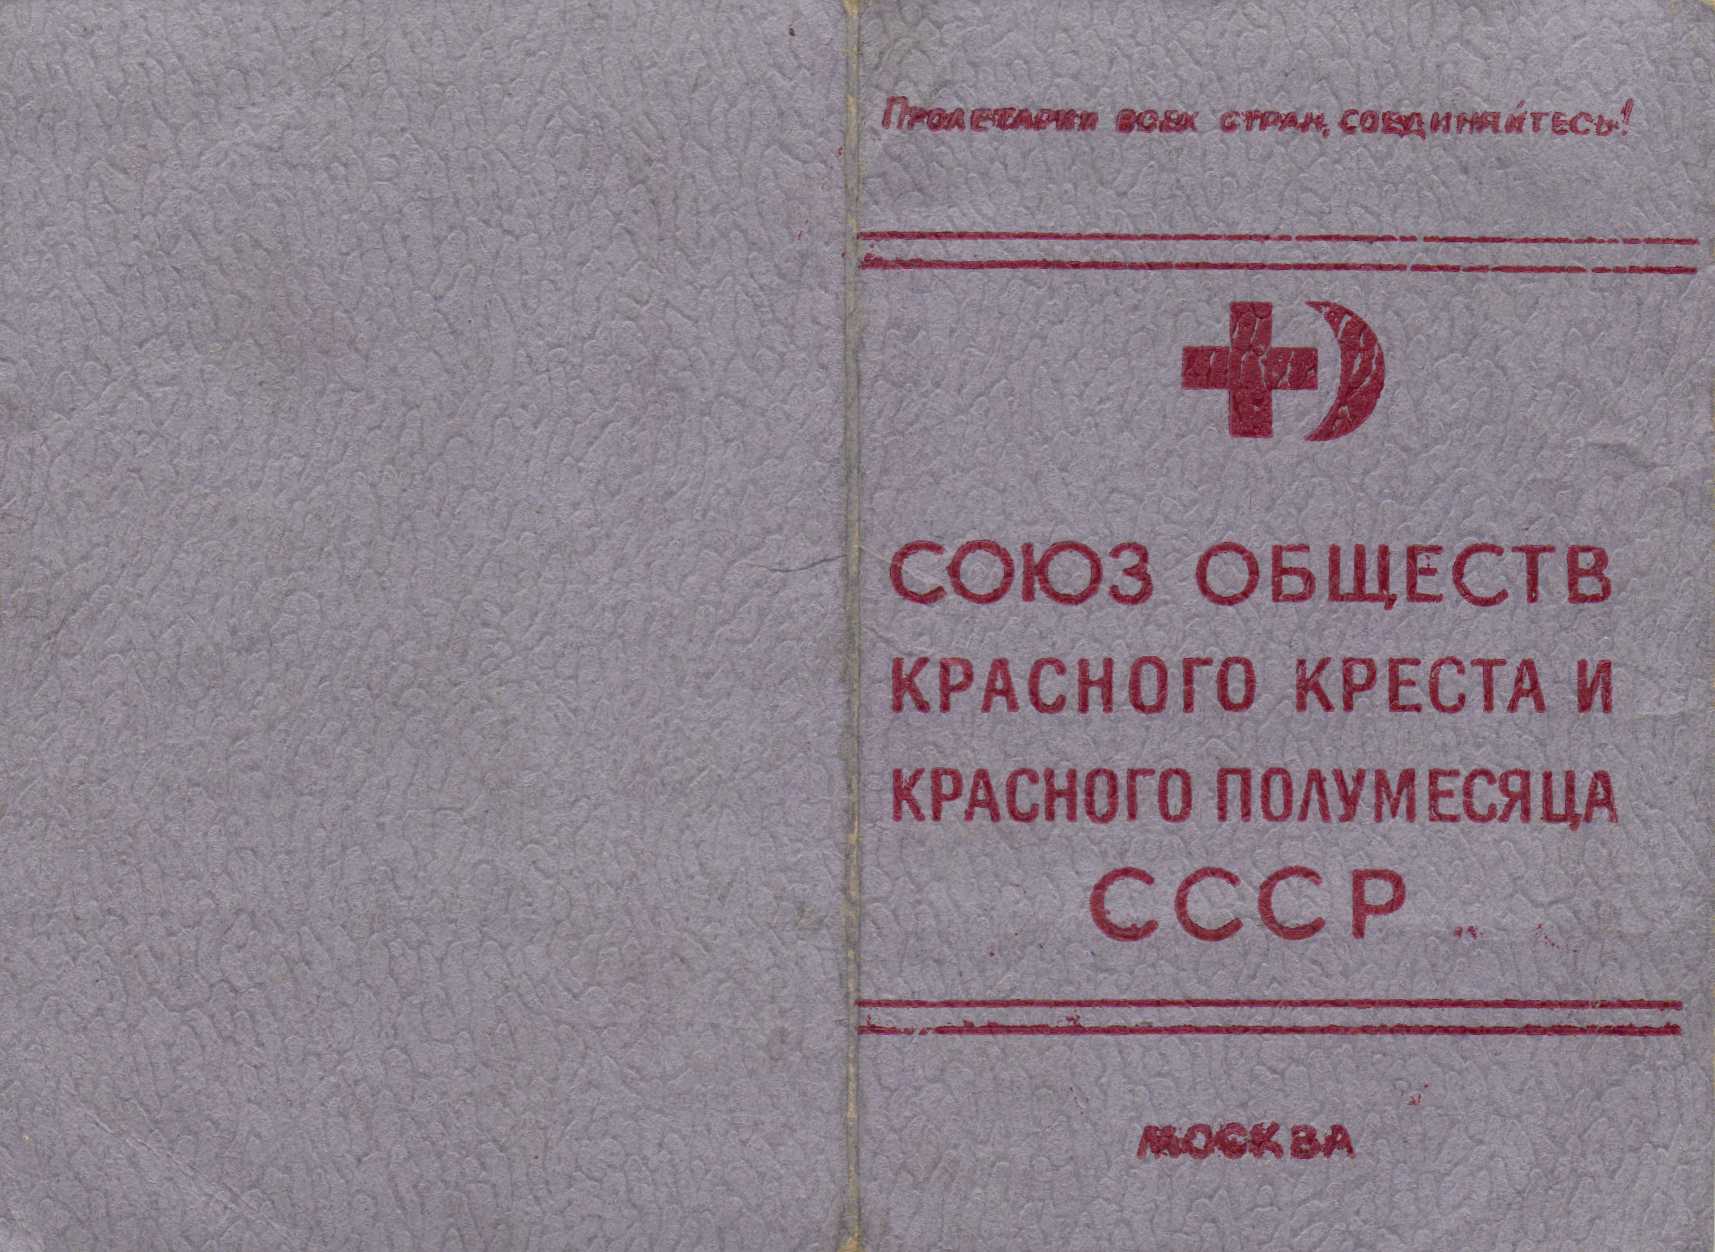 Пролетарии всех стран, соединяйтесь!
СОЮЗ ОБЩЕСТВ
КРАСНОГО КРЕСТА И
КРАСНОГО ПОЛУМЕСЯЦА
СССР
МОСКВА